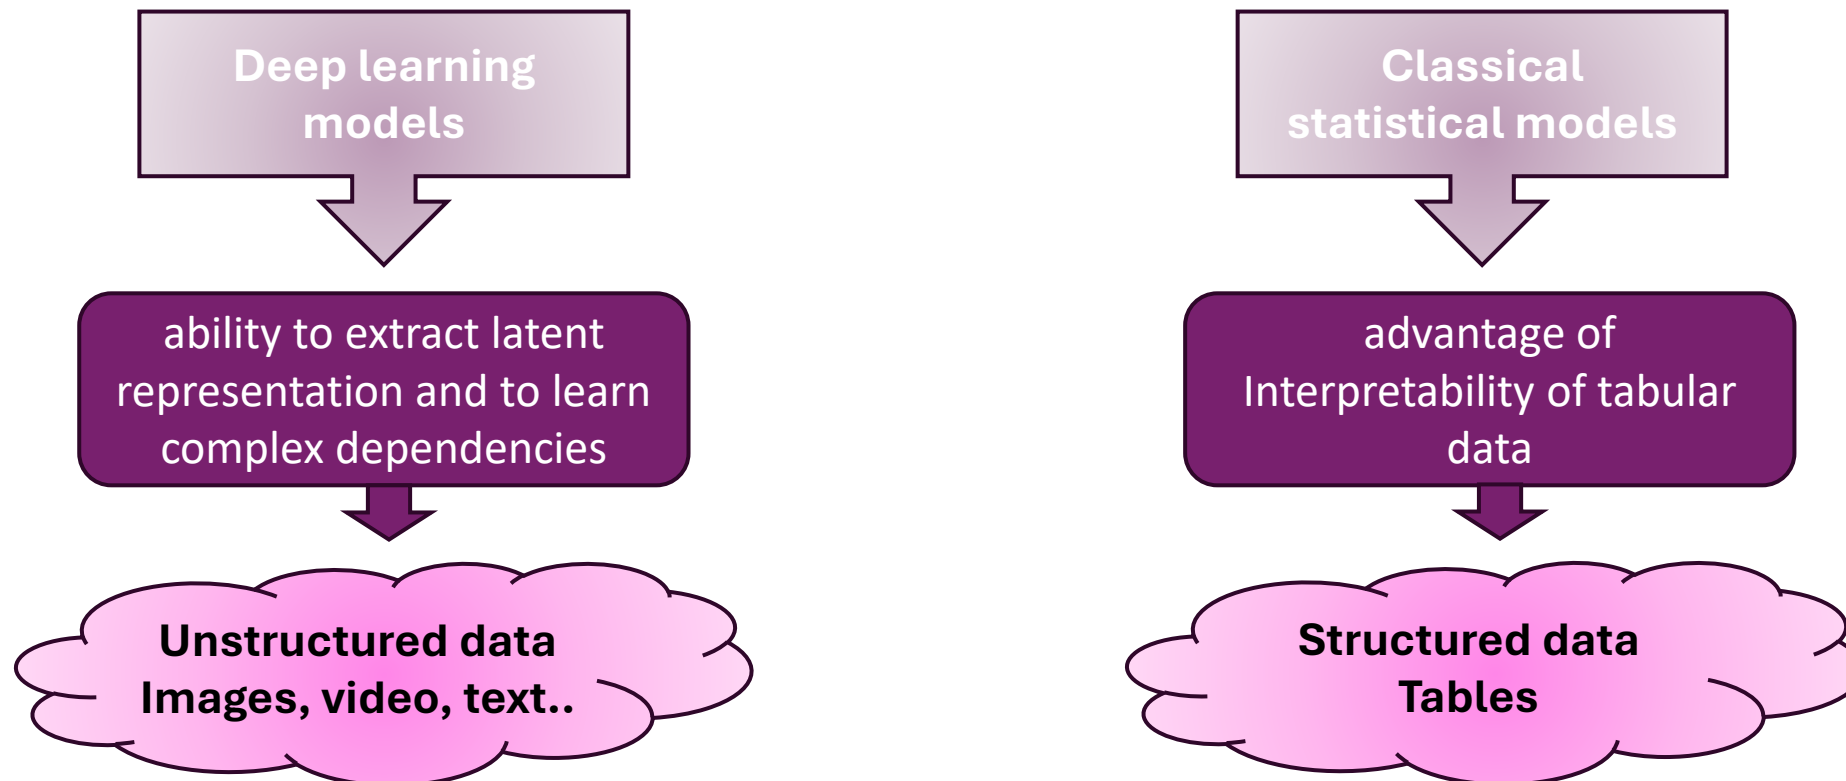 Deep learning
models
ability to extract latent
representation and to learn
complex dependencies
Unstructured data
Images, video, text..
Classical
statistical models
advantage of
Interpretability of tabular
data
Structured data
Tables